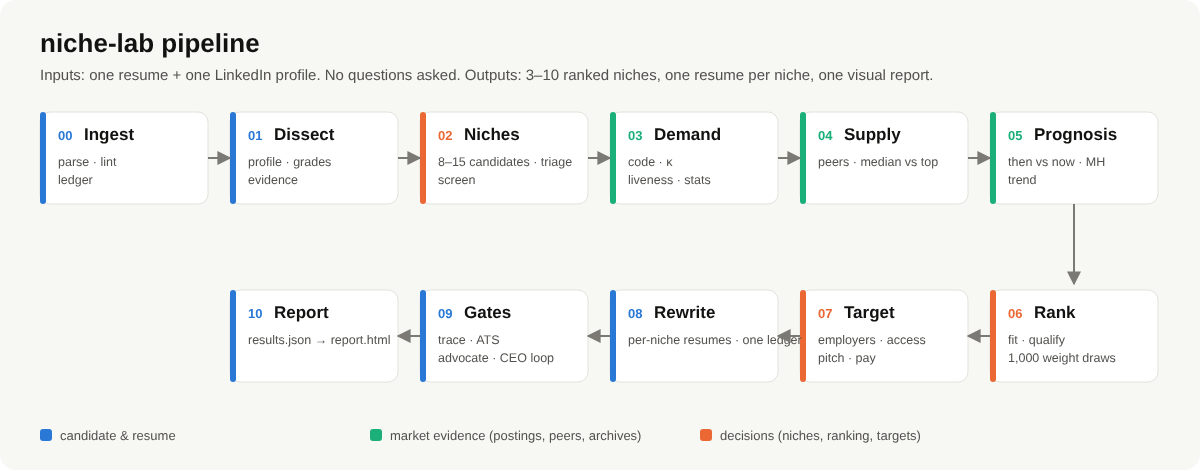 niche-lab pipeline
Inputs: one resume + one LinkedIn profile. No questions asked. Outputs: 3–10 ranked niches, one resume per niche, one visual report.
00 Ingest
parse · lint
ledger
01 Dissect
profile · grades
evidence
02 Niches
8–15 candidates · triage
screen
03 Demand
code · κ
liveness · stats
04 Supply
peers · median vs top
05 Prognosis
then vs now · MH
trend
10 Report
results.json → report.html
09 Gates
trace · ATS
advocate · CEO loop
08 Rewrite
per-niche resumes · one ledger
07 Target
employers · access
pitch · pay
06 Rank
fit · qualify
1,000 weight draws
candidate & resume
market evidence (postings, peers, archives)
decisions (niches, ranking, targets)